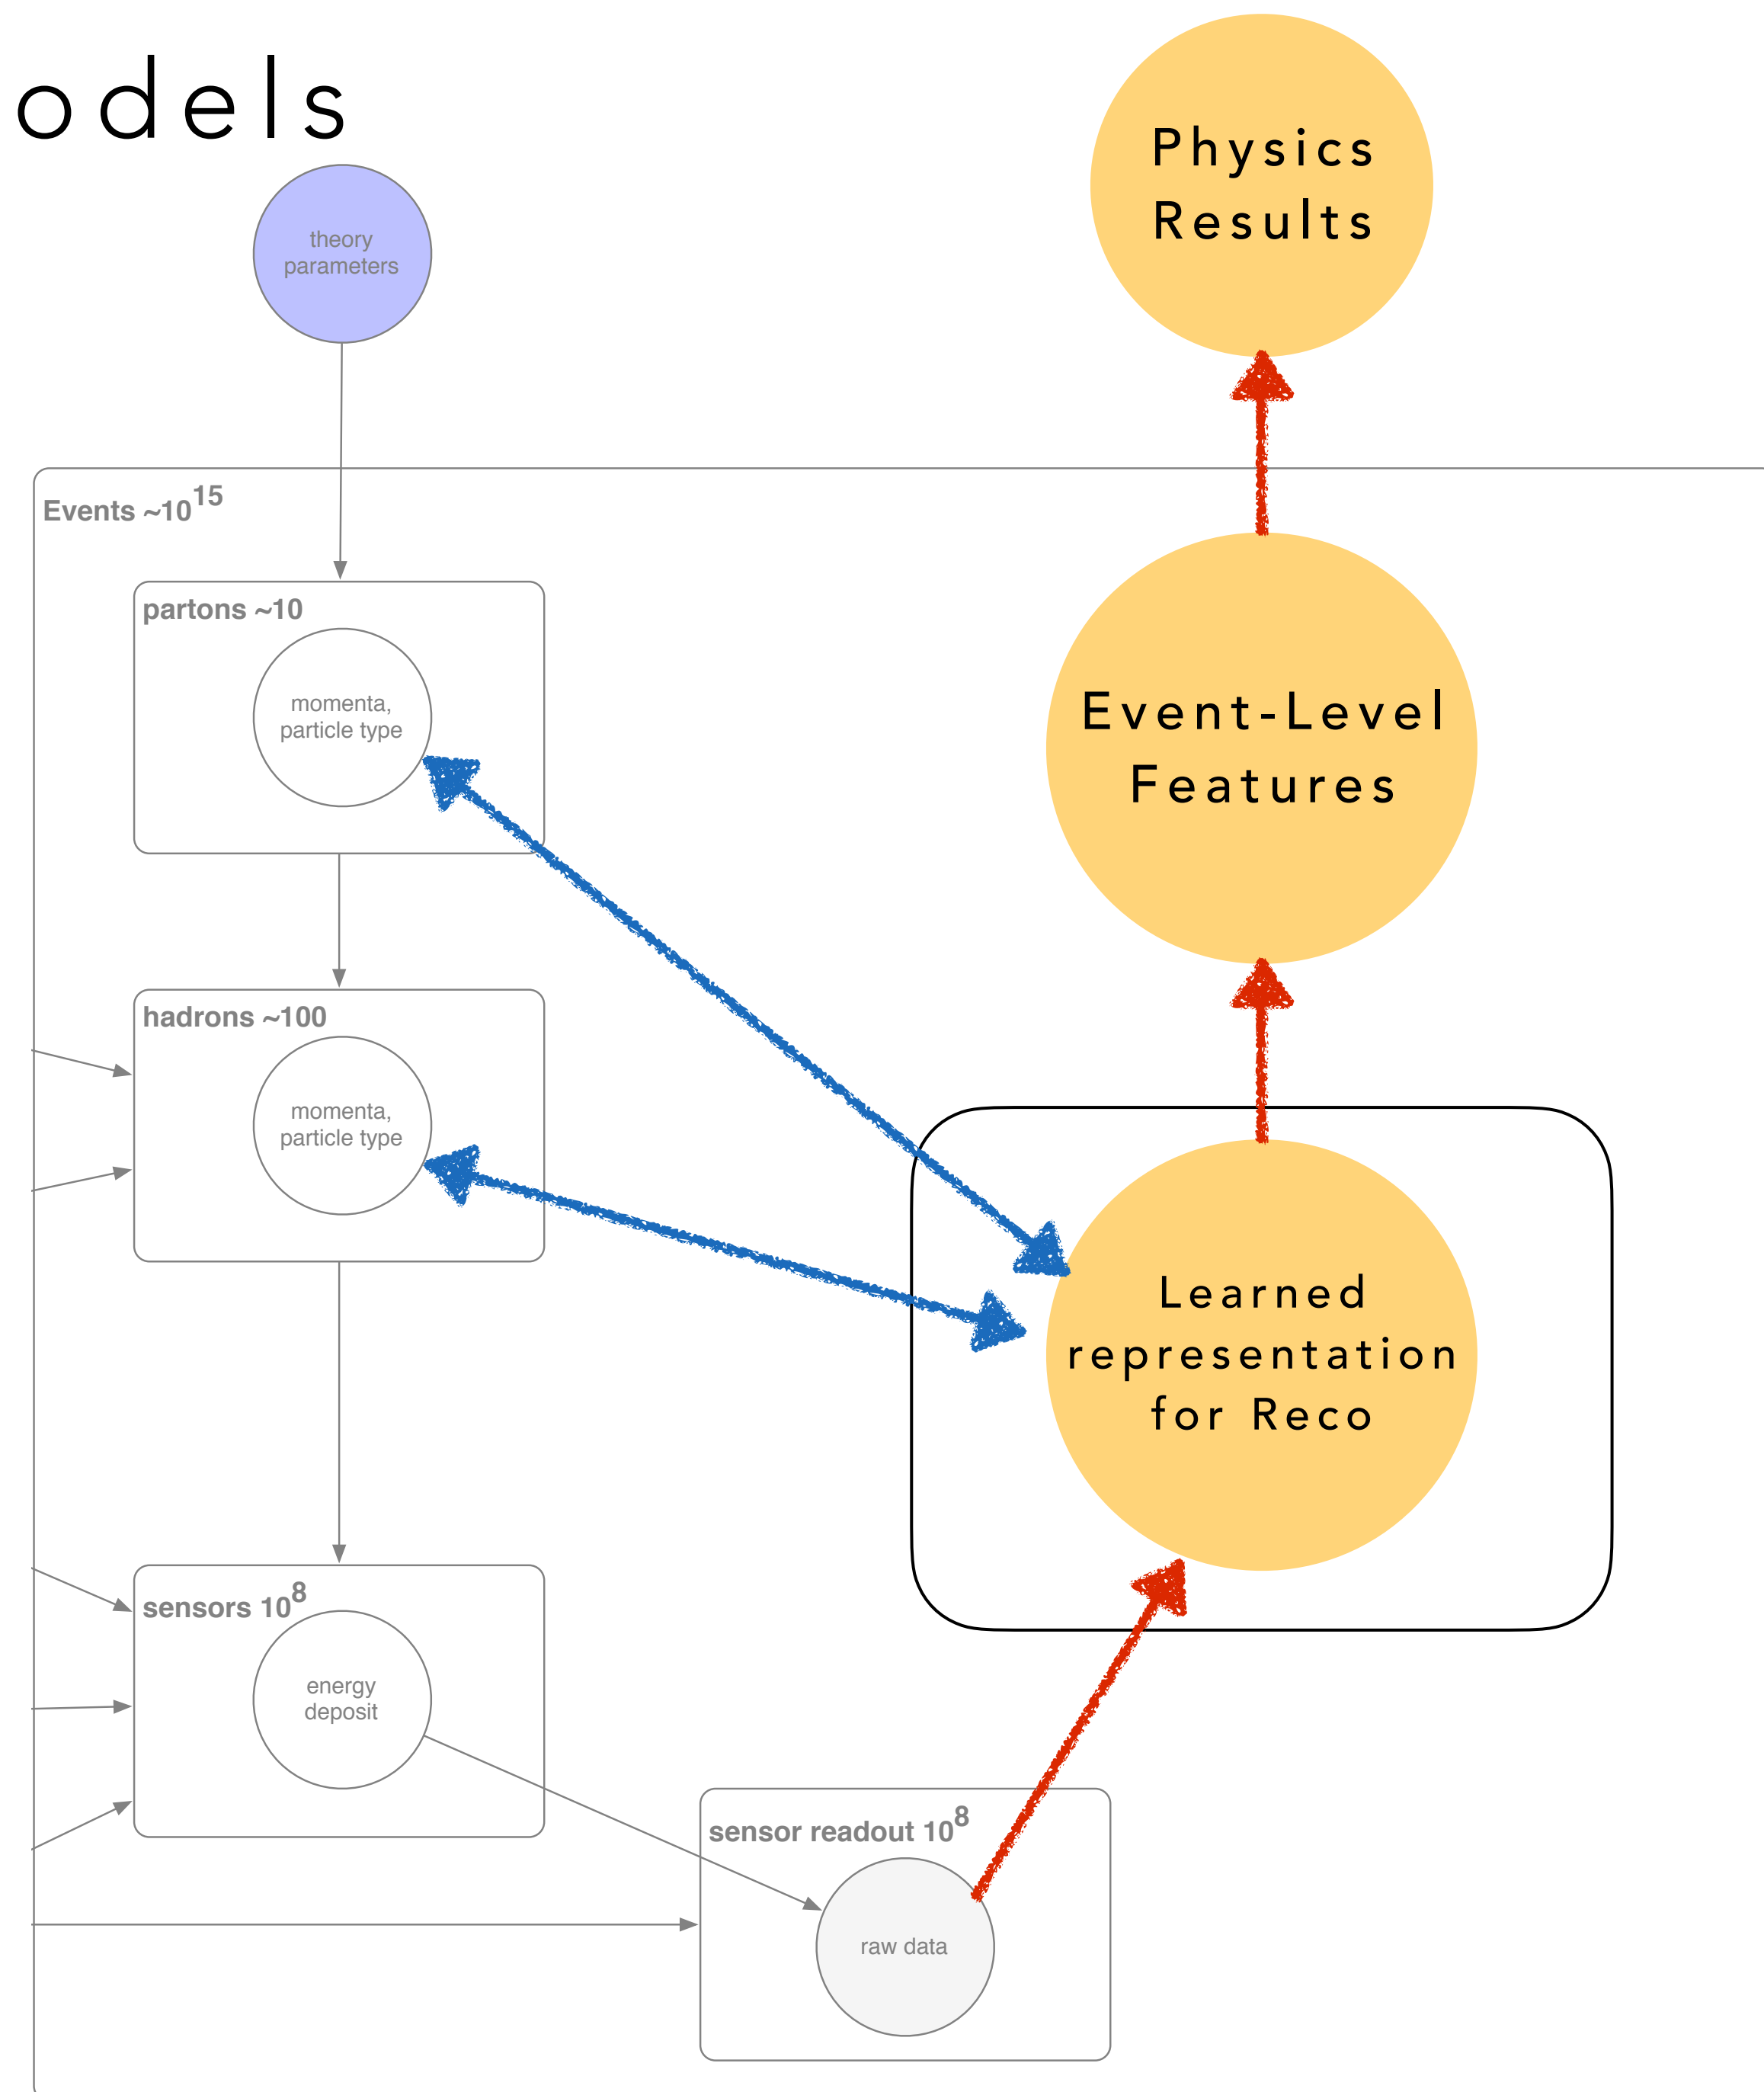 odels
theory
parameters
Physics
Results
Events ~10^15
partons ~10
momenta,
particle type
Event-Level
Features
hadrons ~100
momenta,
particle type
Learned
representation
for Reco
sensors 10^8
energy
deposit
sensor readout 10^8
raw data